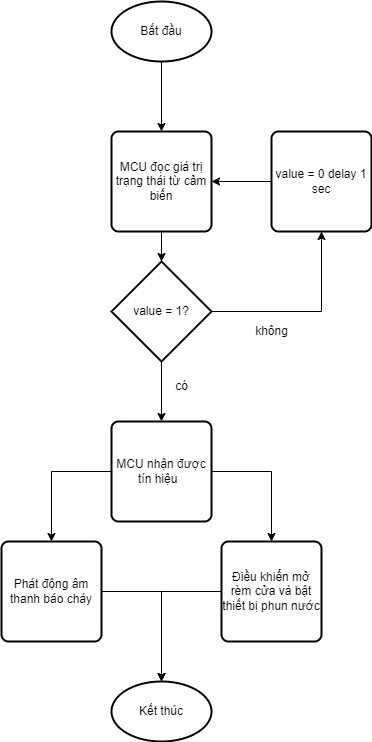 Bắt đầu
MCU đọc giá trị
trạng thái từ cảm
biến
value = 0 delay 1
sec
value = 1?
không
có
MCU nhận được
tín hiệu
Phát động âm
thanh báo cháy
Điều khiển mở
rèm cửa và bật
thiết bị phun nước
Kết thúc